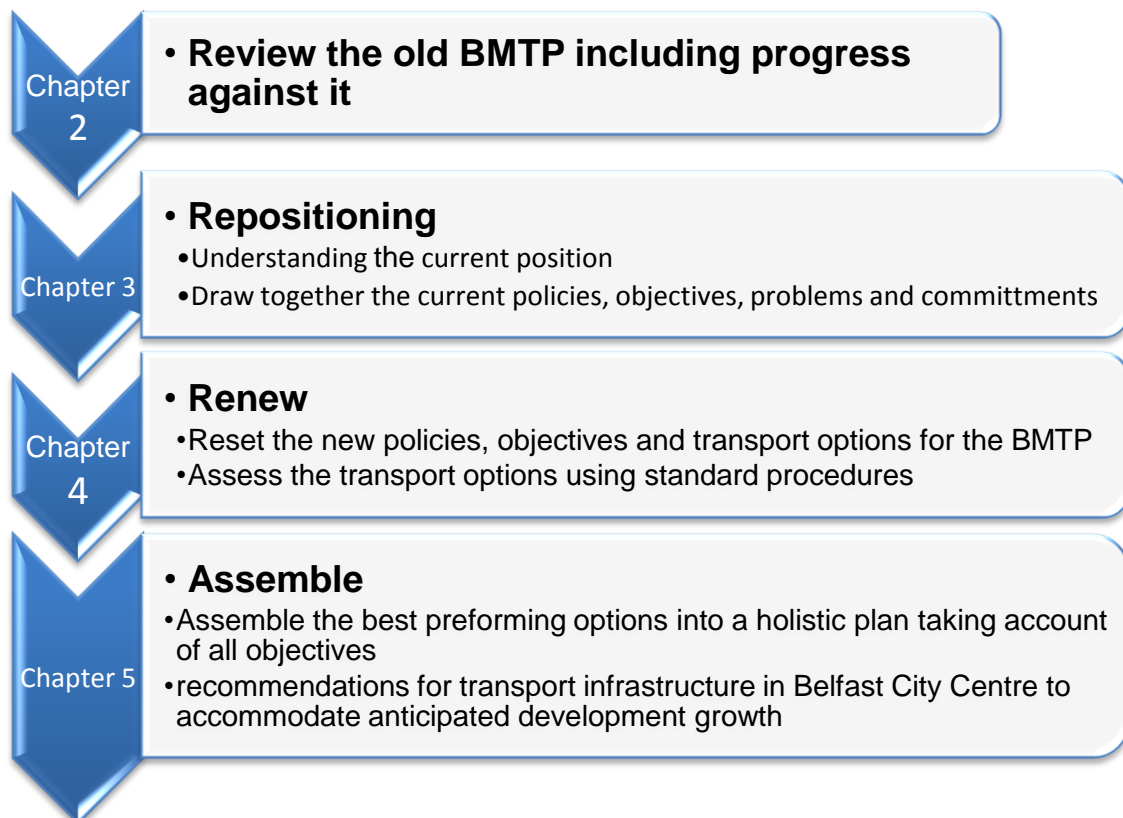 Chapter
2
• Review the old BMTP including progress
against it
Chapter 3
• Repositioning
•Understanding the current position
•Draw together the current policies, objectives, problems and committments
Chapter
4
• Renew
•Reset the new policies, objectives and transport options for the BMTP
•Assess the transport options using standard procedures
Chapter 5
• Assemble
•Assemble the best preforming options into a holistic plan taking account
of all objectives
•recommendations for transport infrastructure in Belfast City Centre to
accommodate anticipated development growth